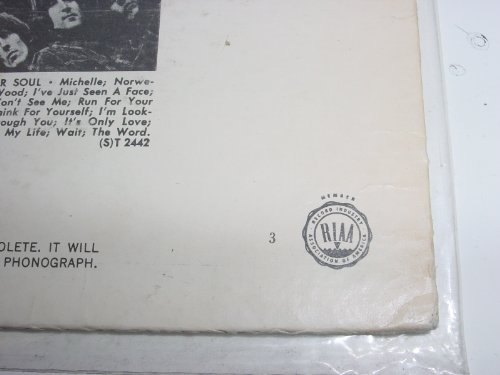 R SOUL • Michelle; Norwe-
Wood; I've Just Seen A Face;
on't See Me; Run For Your
hink For Yourself; I'm Look-
rough You; It's Only Love;
My Life; Wait; The Word.
(S)T 2442
OLETE. IT WILL
PHONOGRAPH.
3
MEMBER
RECORD INDUSTRY
RIAA
ASSOCIATION OF AMERICA